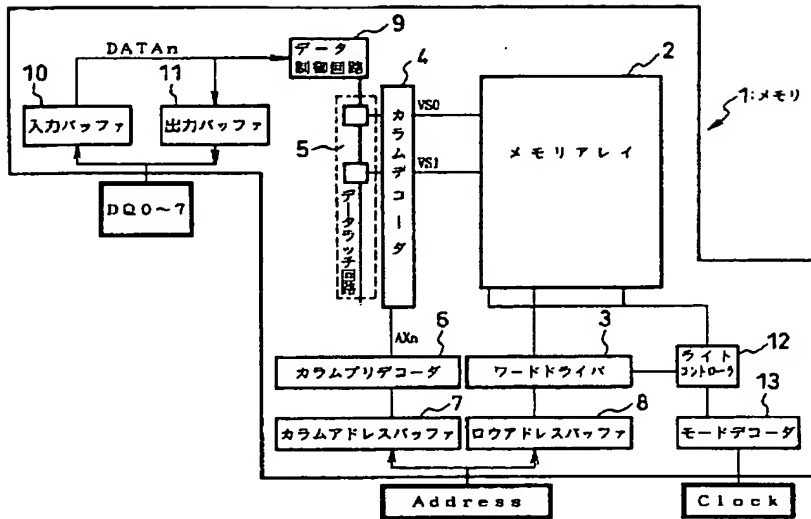 DATAn
9
データ
制御回路
4
2
10
11
VS0
1:メモリ
入力バッファ
出力バッファ
カラムデコーダ
メモリアレイ
5
VS1
データラッチ回路
DQ0〜7
AXn
6
3
12
カラムプリデコーダ
ワードドライバ
ライト
コントローラ
7
8
13
カラムアドレスバッファ
ロウアドレスバッファ
モードデコーダ
Address
Clock